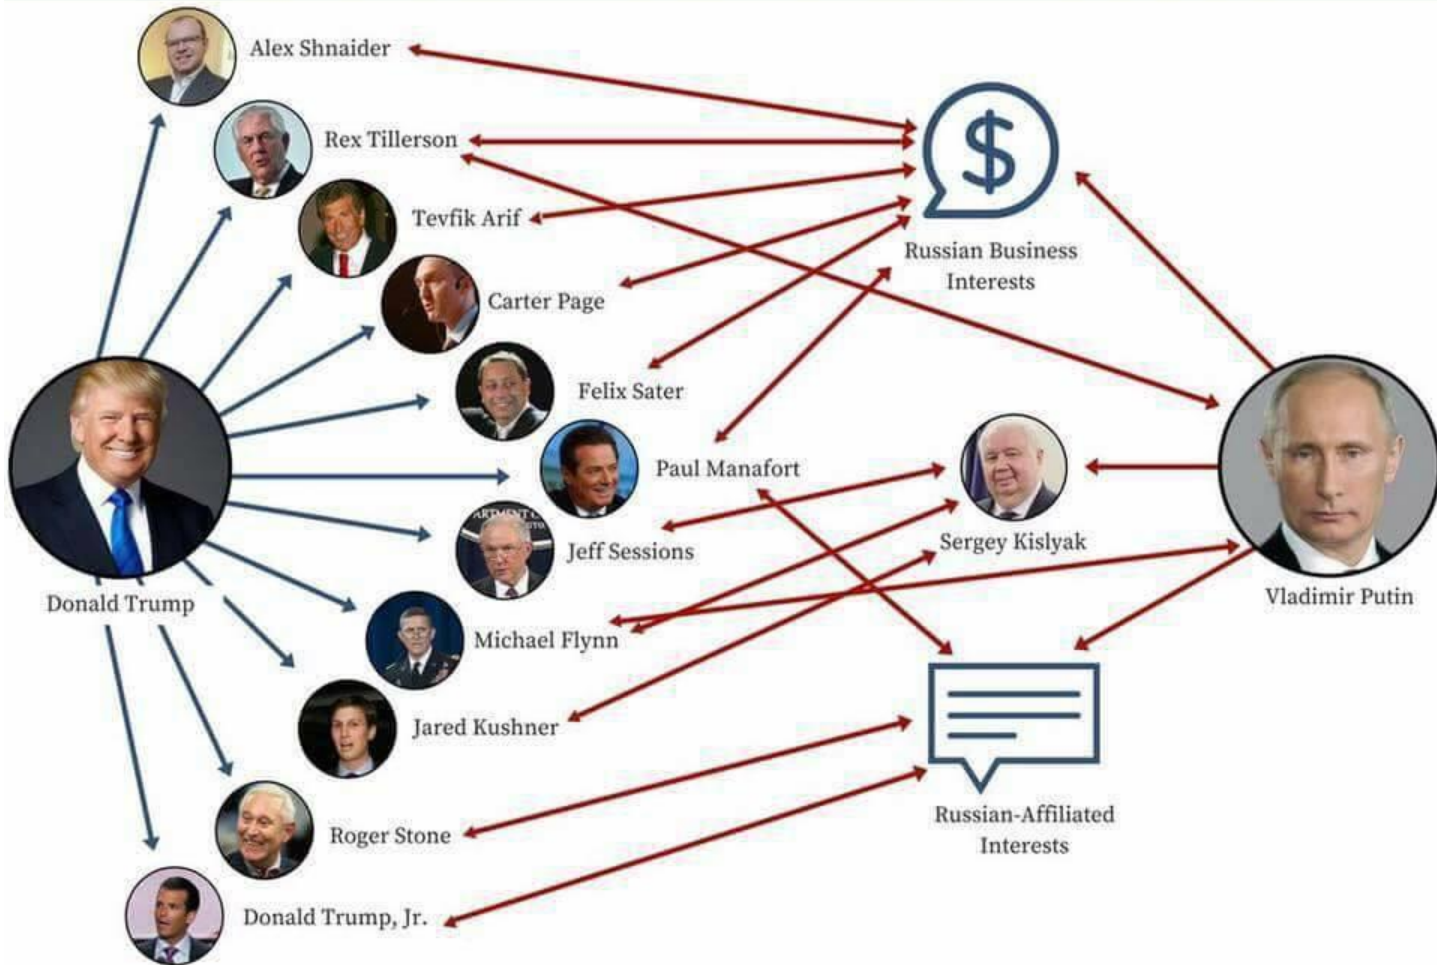 Alex Shnaider
Rex Tillerson
Tevfik Arif
Carter Page
Felix Sater
Paul Manafort
Jeff Sessions
Michael Flynn
Jared Kushner
Roger Stone
Donald Trump, Jr.
Donald Trump
$
Russian Business
Interests
Sergey Kislyak
Russian-Affiliated
Interests
Vladimir Putin